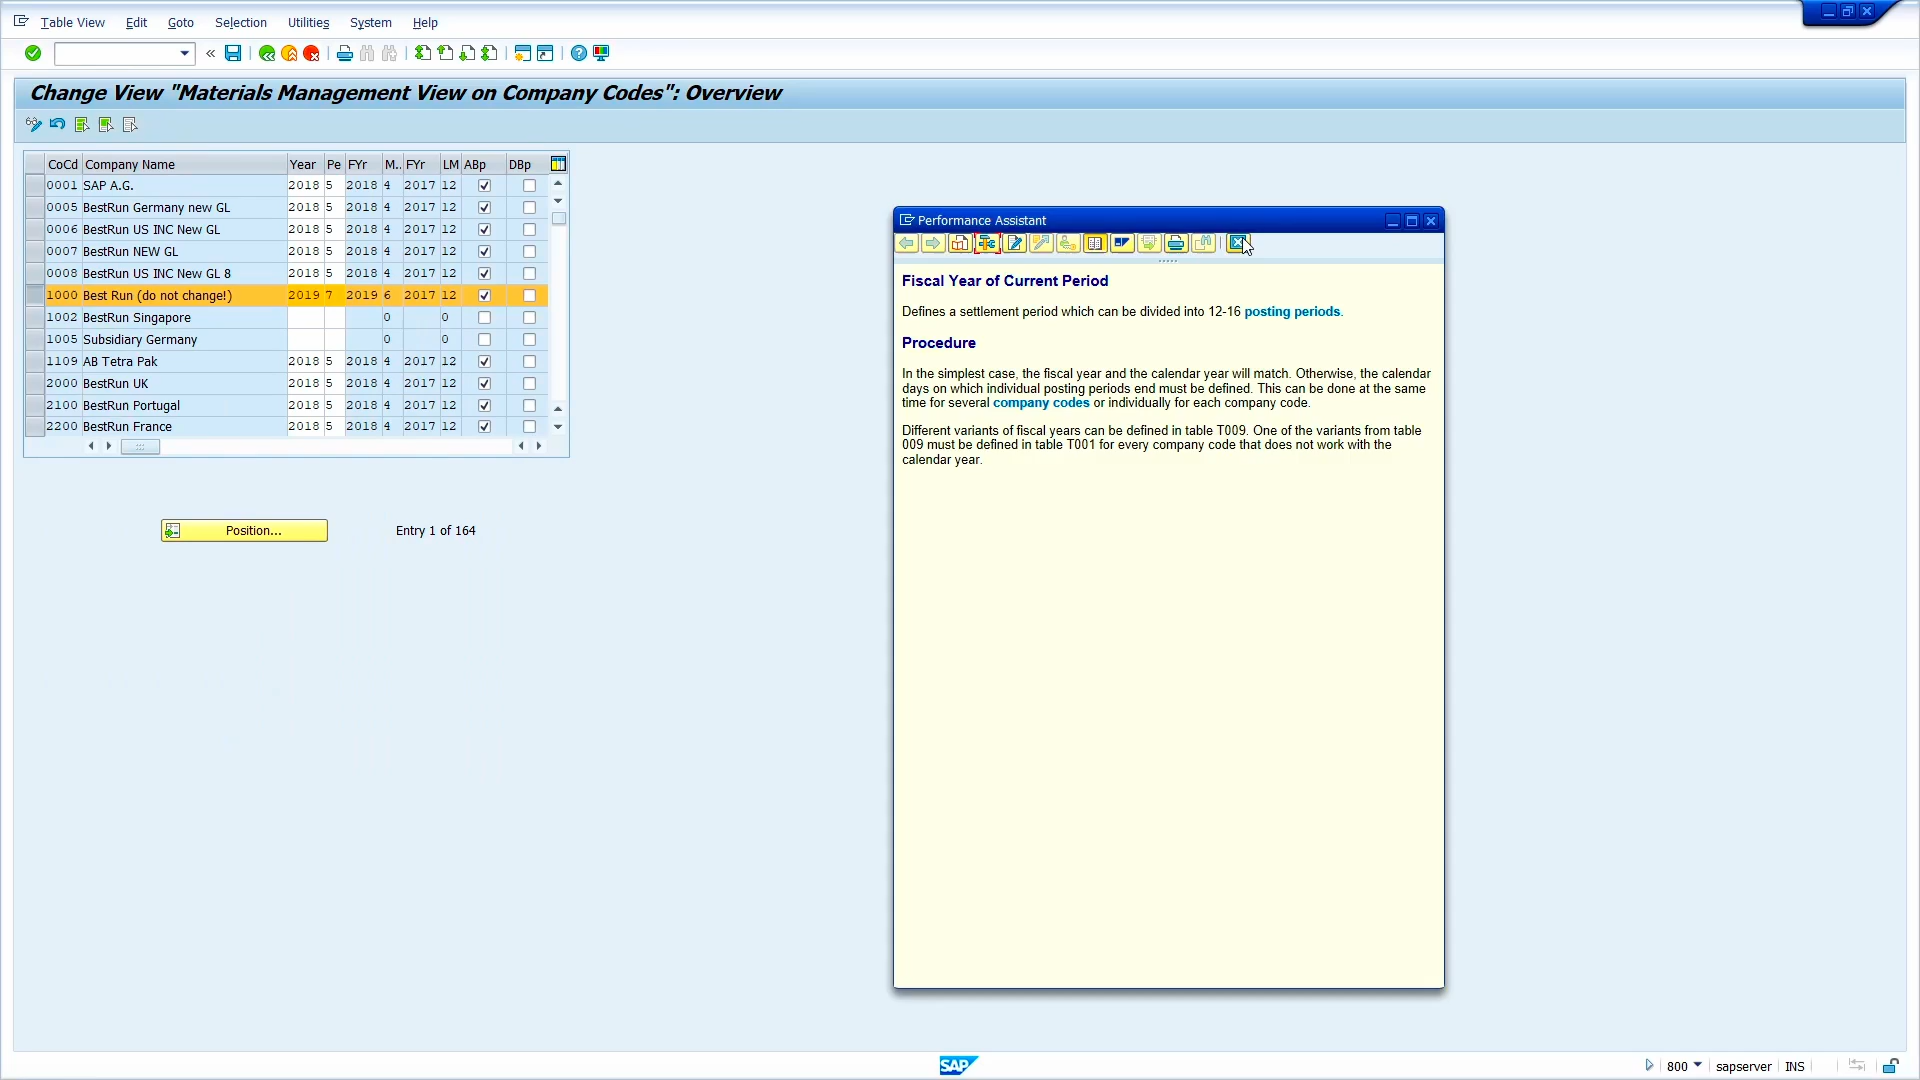 Table View Edit Goto Selection Utilities System Help
Change View "Materials Management View on Company Codes": Overview
CoCd Company Name Year Pe FYr M.. FYr LM ABp DBp
0001 SAP A.G. 2018 5 2018 4 2017 12
0005 BestRun Germany new GL 2018 5 2018 4 2017 12
0006 BestRun US INC New GL 2018 5 2018 4 2017 12
0007 BestRun NEW GL 2018 5 2018 4 2017 12
0008 BestRun US INC New GL 8 2018 5 2018 4 2017 12
1000 Best Run (do not change!) 2019 7 2019 6 2017 12
1002 BestRun Singapore 0 0
1005 Subsidiary Germany 0 0
1109 AB Tetra Pak 2018 5 2018 4 2017 12
2000 BestRun UK 2018 5 2018 4 2017 12
2100 BestRun Portugal 2018 5 2018 4 2017 12
2200 BestRun France 2018 5 2018 4 2017 12
Position... Entry 1 of 164
Performance Assistant
Fiscal Year of Current Period
Defines a settlement period which can be divided into 12-16 posting periods.
Procedure
In the simplest case, the fiscal year and the calendar year will match. Otherwise, the calendar
days on which individual posting periods end must be defined. This can be done at the same
time for several company codes or individually for each company code.
Different variants of fiscal years can be defined in table T009. One of the variants from table
009 must be defined in table T001 for every company code that does not work with the
calendar year.
SAP
800 sapserver INS